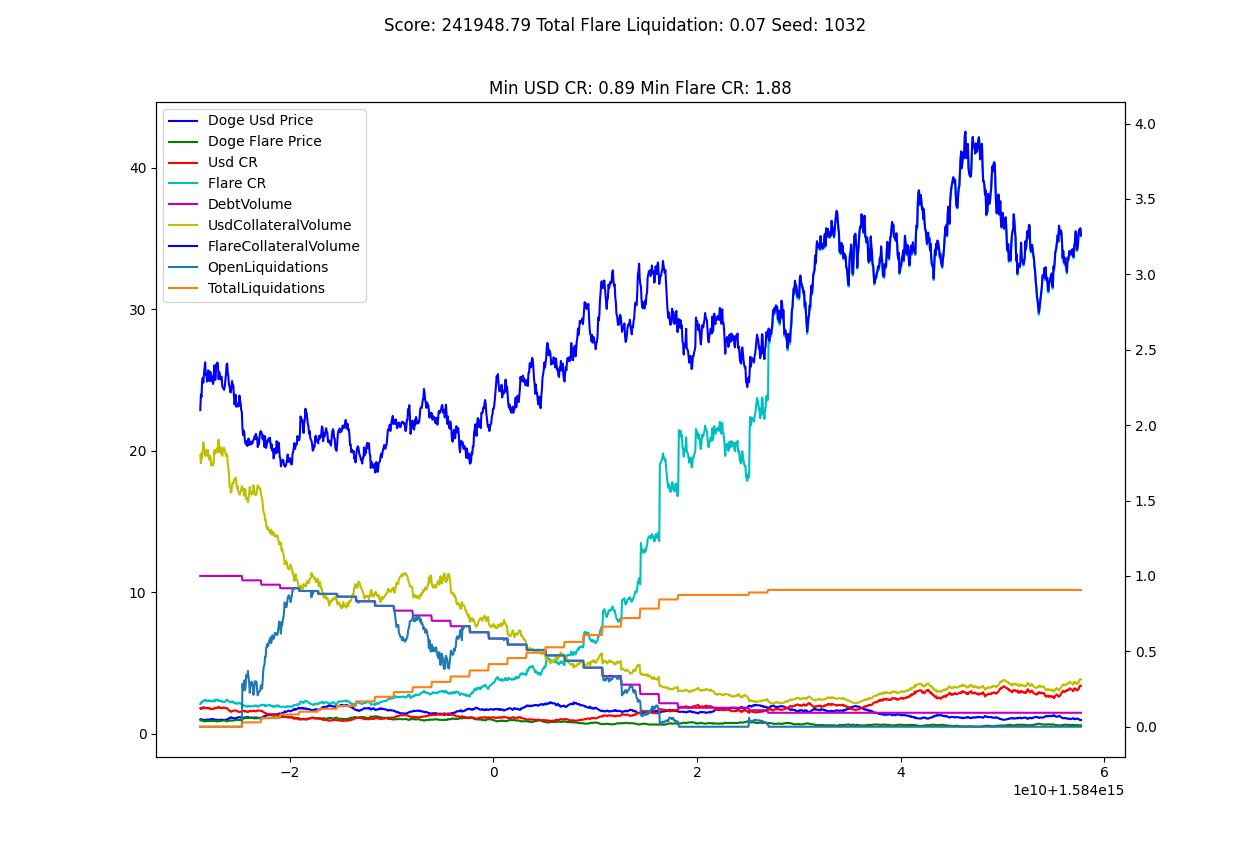 Score: 241948.79 Total Flare Liquidation: 0.07 Seed: 1032
Min USD CR: 0.89 Min Flare CR: 1.88
Doge Usd Price
Doge Flare Price
Usd CR
Flare CR
DebtVolume
UsdCollateralVolume
FlareCollateralVolume
OpenLiquidations
TotalLiquidations
40
30
20
10
0
4.0
3.5
3.0
2.5
2.0
1.5
1.0
0.5
0.0
−2 0 2 4 6
1e10+1.584e15